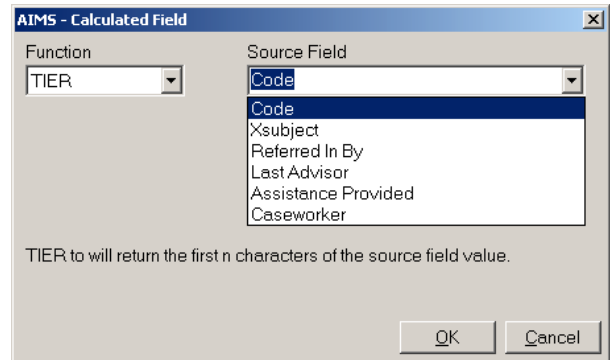 AIMS - Calculated Field
Function Source Field
TIER Code
Code
Xsubject
Referred In By
Last Advisor
Assistance Provided
Caseworker
TIER to will return the first n characters of the source field value.
OK Cancel